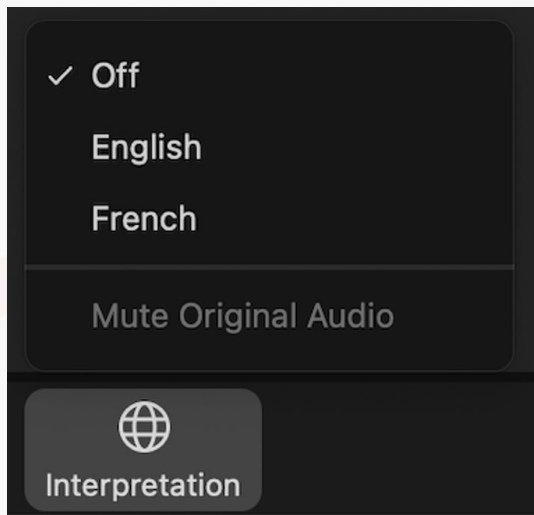 Off
English
French
Mute Original Audio
Interpretation